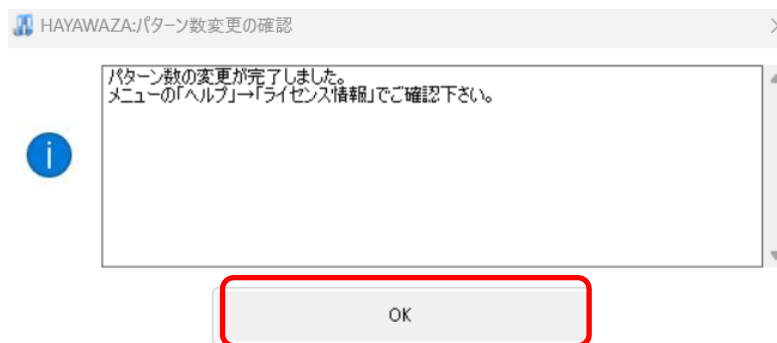 HAYAWAZA:パターン数変更の確認
パターン数の変更が完了しました。
メニューの「ヘルプ」→「ライセンス情報」でご確認下さい。
OK